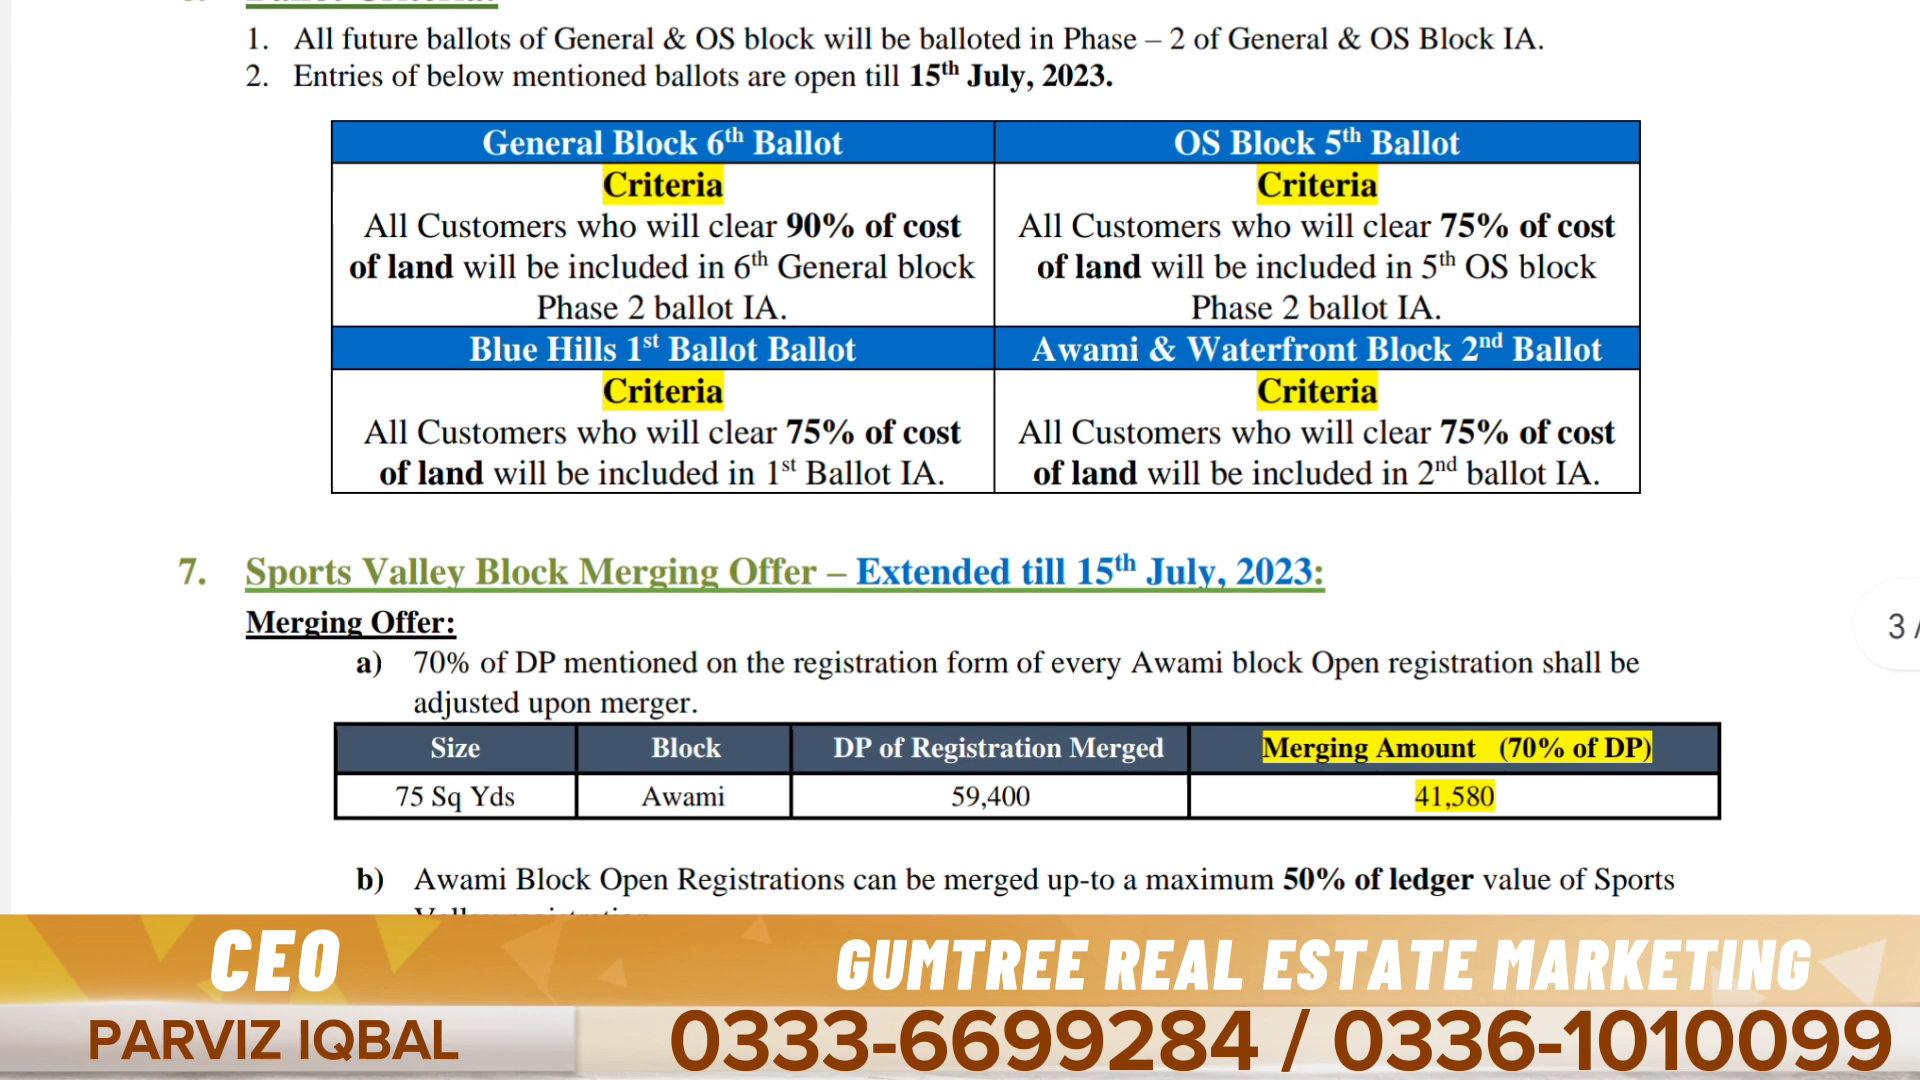 1. All future ballots of General & OS block will be balloted in Phase – 2 of General & OS Block IA.
2. Entries of below mentioned ballots are open till 15th July, 2023.
General Block 6th Ballot
Criteria
All Customers who will clear 90% of cost
of land will be included in 6th General block
Phase 2 ballot IA.
OS Block 5th Ballot
Criteria
All Customers who will clear 75% of cost
of land will be included in 5th OS block
Phase 2 ballot IA.
Blue Hills 1st Ballot Ballot
Criteria
All Customers who will clear 75% of cost
of land will be included in 1st Ballot IA.
Awami & Waterfront Block 2nd Ballot
Criteria
All Customers who will clear 75% of cost
of land will be included in 2nd ballot IA.
7. Sports Valley Block Merging Offer – Extended till 15th July, 2023:
Merging Offer:
a) 70% of DP mentioned on the registration form of every Awami block Open registration shall be
adjusted upon merger.
Size Block DP of Registration Merged Merging Amount (70% of DP)
75 Sq Yds Awami 59,400 41,580
b) Awami Block Open Registrations can be merged up-to a maximum 50% of ledger value of Sports
3 /
CEO
PARVIZ IQBAL
GUMTREE REAL ESTATE MARKETING
0333-6699284 / 0336-1010099